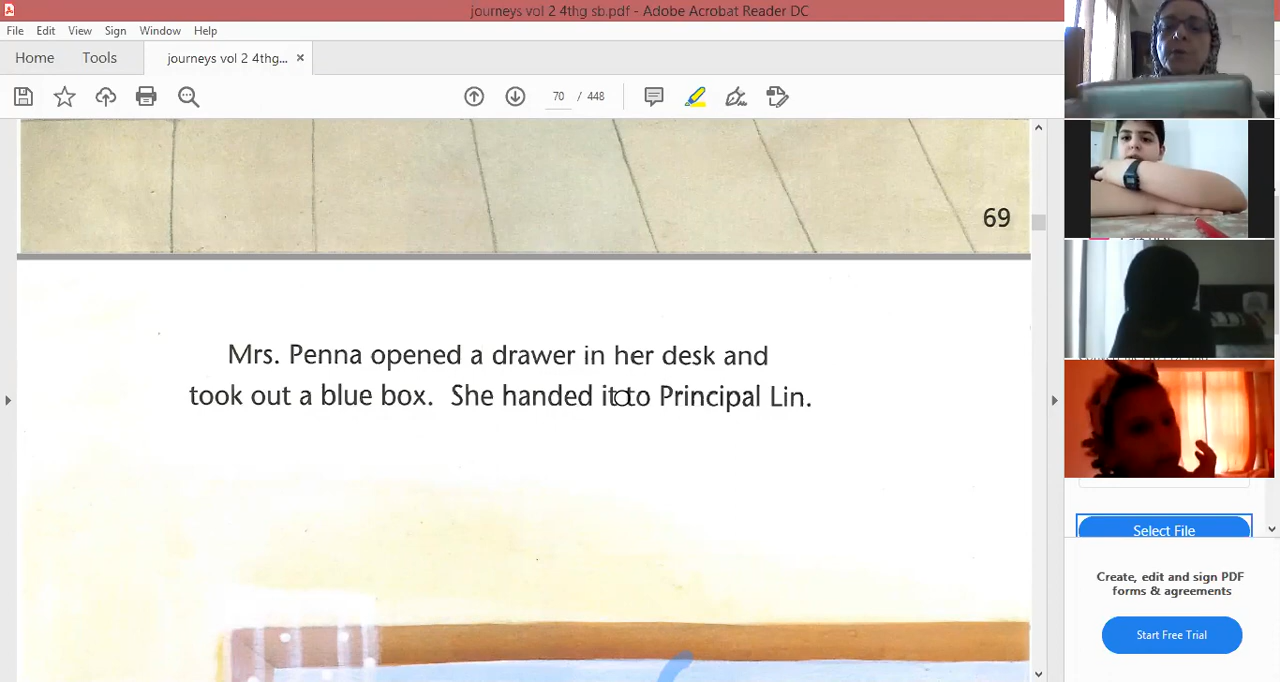 journeys vol 2 4thg sb.pdf - Adobe Acrobat Reader DC
File Edit View Sign Window Help
Home Tools journeys vol 2 4thg... ×
70 / 448
69
Mrs. Penna opened a drawer in her desk and
took out a blue box. She handed it to Principal Lin.
Select File
Create, edit and sign PDF
forms & agreements
Start Free Trial